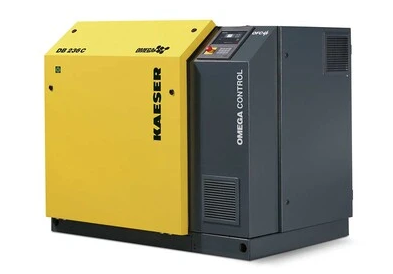 DB 236 C
OMEGA
KAESER
OMEGA CONTROL